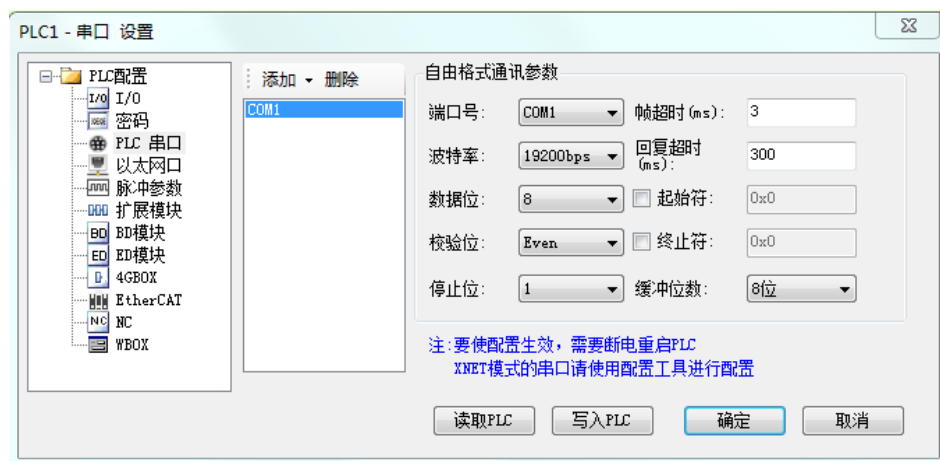 PLC1 - 串口 设置
PLC配置
I/O
I/O
密码
PLC 串口
以太网口
脉冲参数
扩展模块
BD
BD模块
ED
ED模块
4GBOX
EtherCAT
NC
NC
WBOX
添加 删除
COM1
自由格式通讯参数
端口号: COM1 帧超时(ms): 3
波特率: 19200bps 回复超时(ms): 300
数据位: 8 起始符: 0x0
校验位: Even 终止符: 0x0
停止位: 1 缓冲位数: 8位
注:要使配置生效，需要断电重启PLC
XNET模式的串口请使用配置工具进行配置
读取PLC 写入PLC 确定 取消